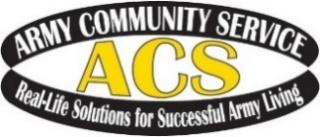 ARMY COMMUNITY SERVICE
ACS
Real-Life Solutions for Successful Army Living